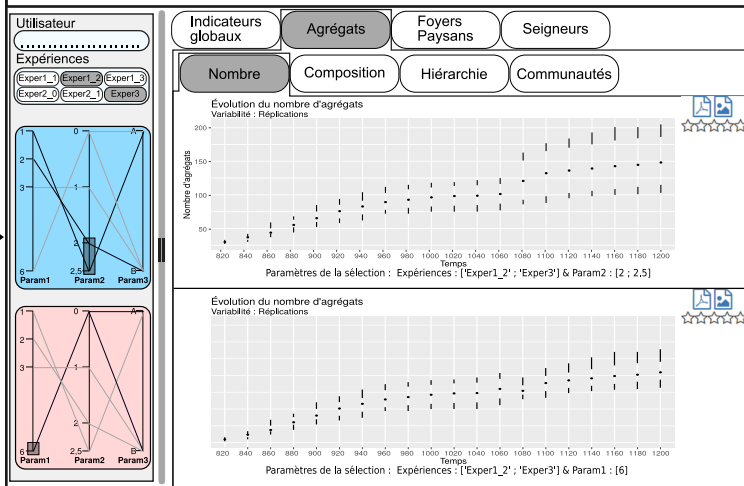 Utilisateur
Expériences
Exper1_1 Exper1_2 Exper1_3
Exper2_0 Exper2_1 Exper3
1 0 A
2
3 1
2
6 2,5 B
Param1 Param2 Param3
1 0 A
2
3 1
2
6 2,5 B
Param1 Param2 Param3
Indicateurs globaux Agrégats Foyers Paysans Seigneurs
Nombre Composition Hiérarchie Communautés
Évolution du nombre d'agrégats
Variabilité : Réplications
Nombre d'agrégats
200
150
100
50
820 840 860 880 900 920 940 960 980 1000 1020 1040 1060 1080 1100 1120 1140 1160 1180 1200
Temps
Paramètres de la sélection : Expériences : ['Exper1_2' ; 'Exper3'] & Param2 : [2 ; 2,5]
Évolution du nombre d'agrégats
Variabilité : Réplications
820 840 860 880 900 920 940 960 980 1000 1020 1040 1060 1080 1100 1120 1140 1160 1180 1200
Temps
Paramètres de la sélection : Expériences : ['Exper1_2' ; 'Exper3'] & Param1 : [6]